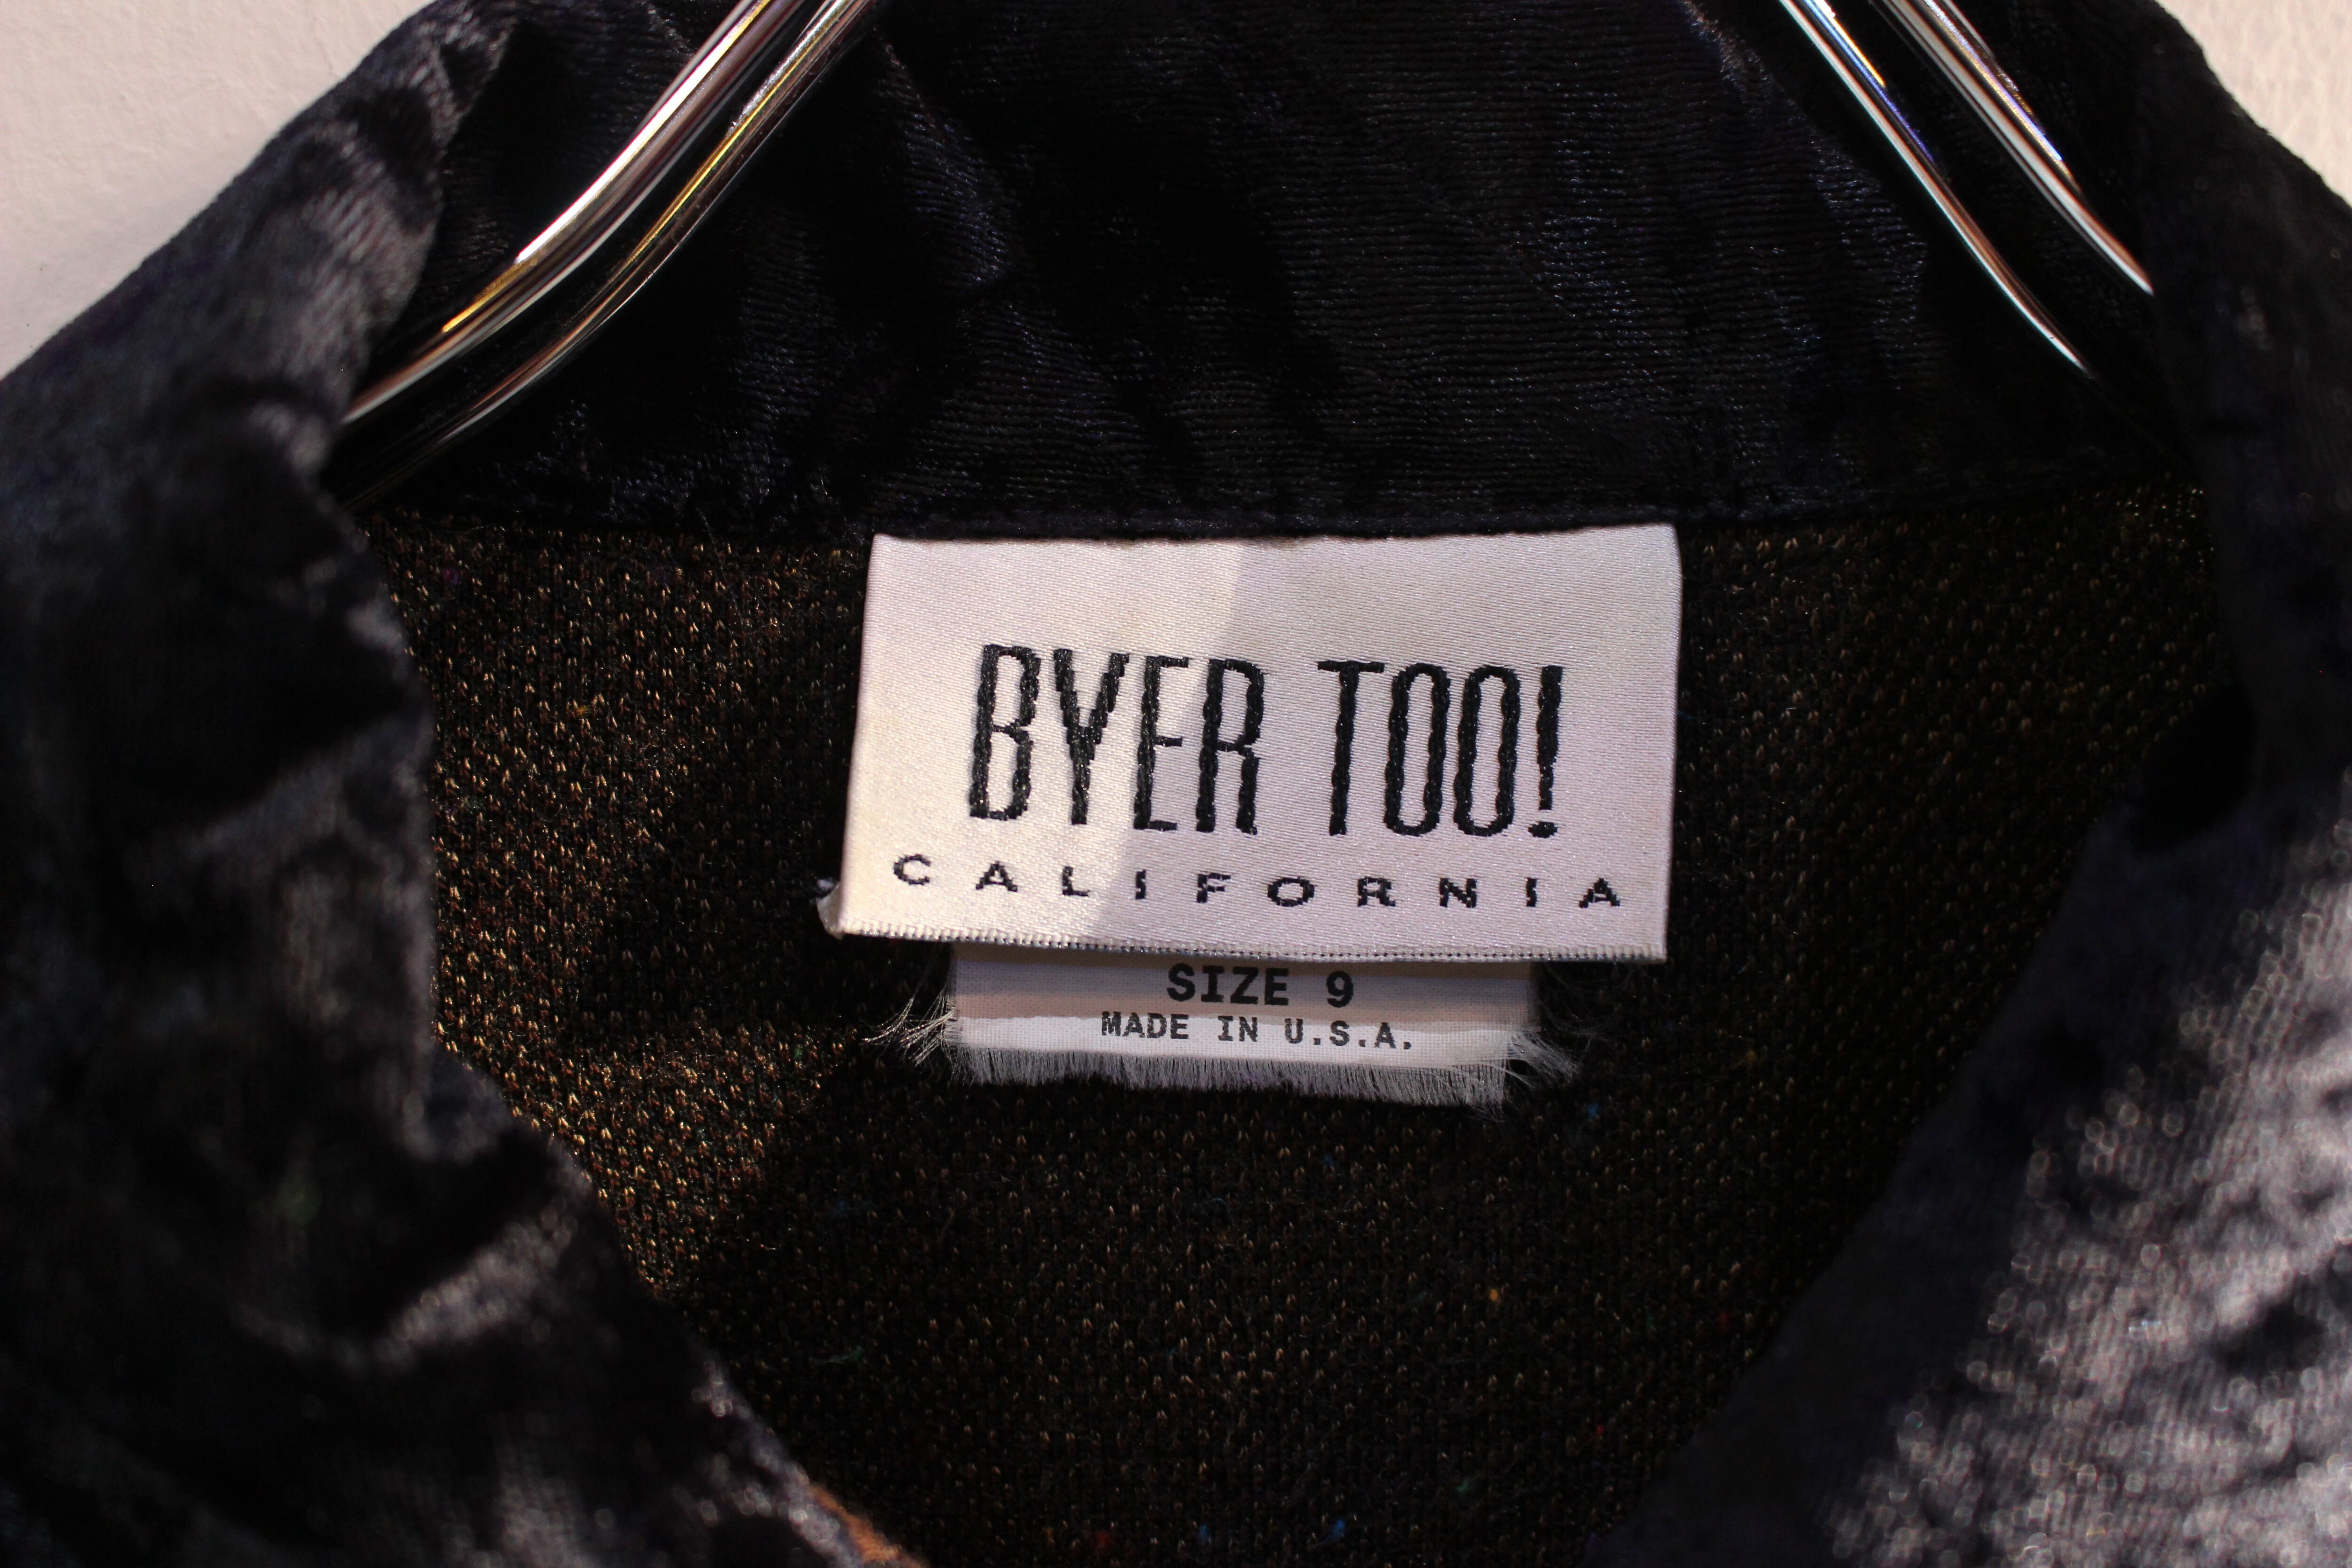 BYER TOO!
CALIFORNIA
SIZE 9
MADE IN U.S.A.